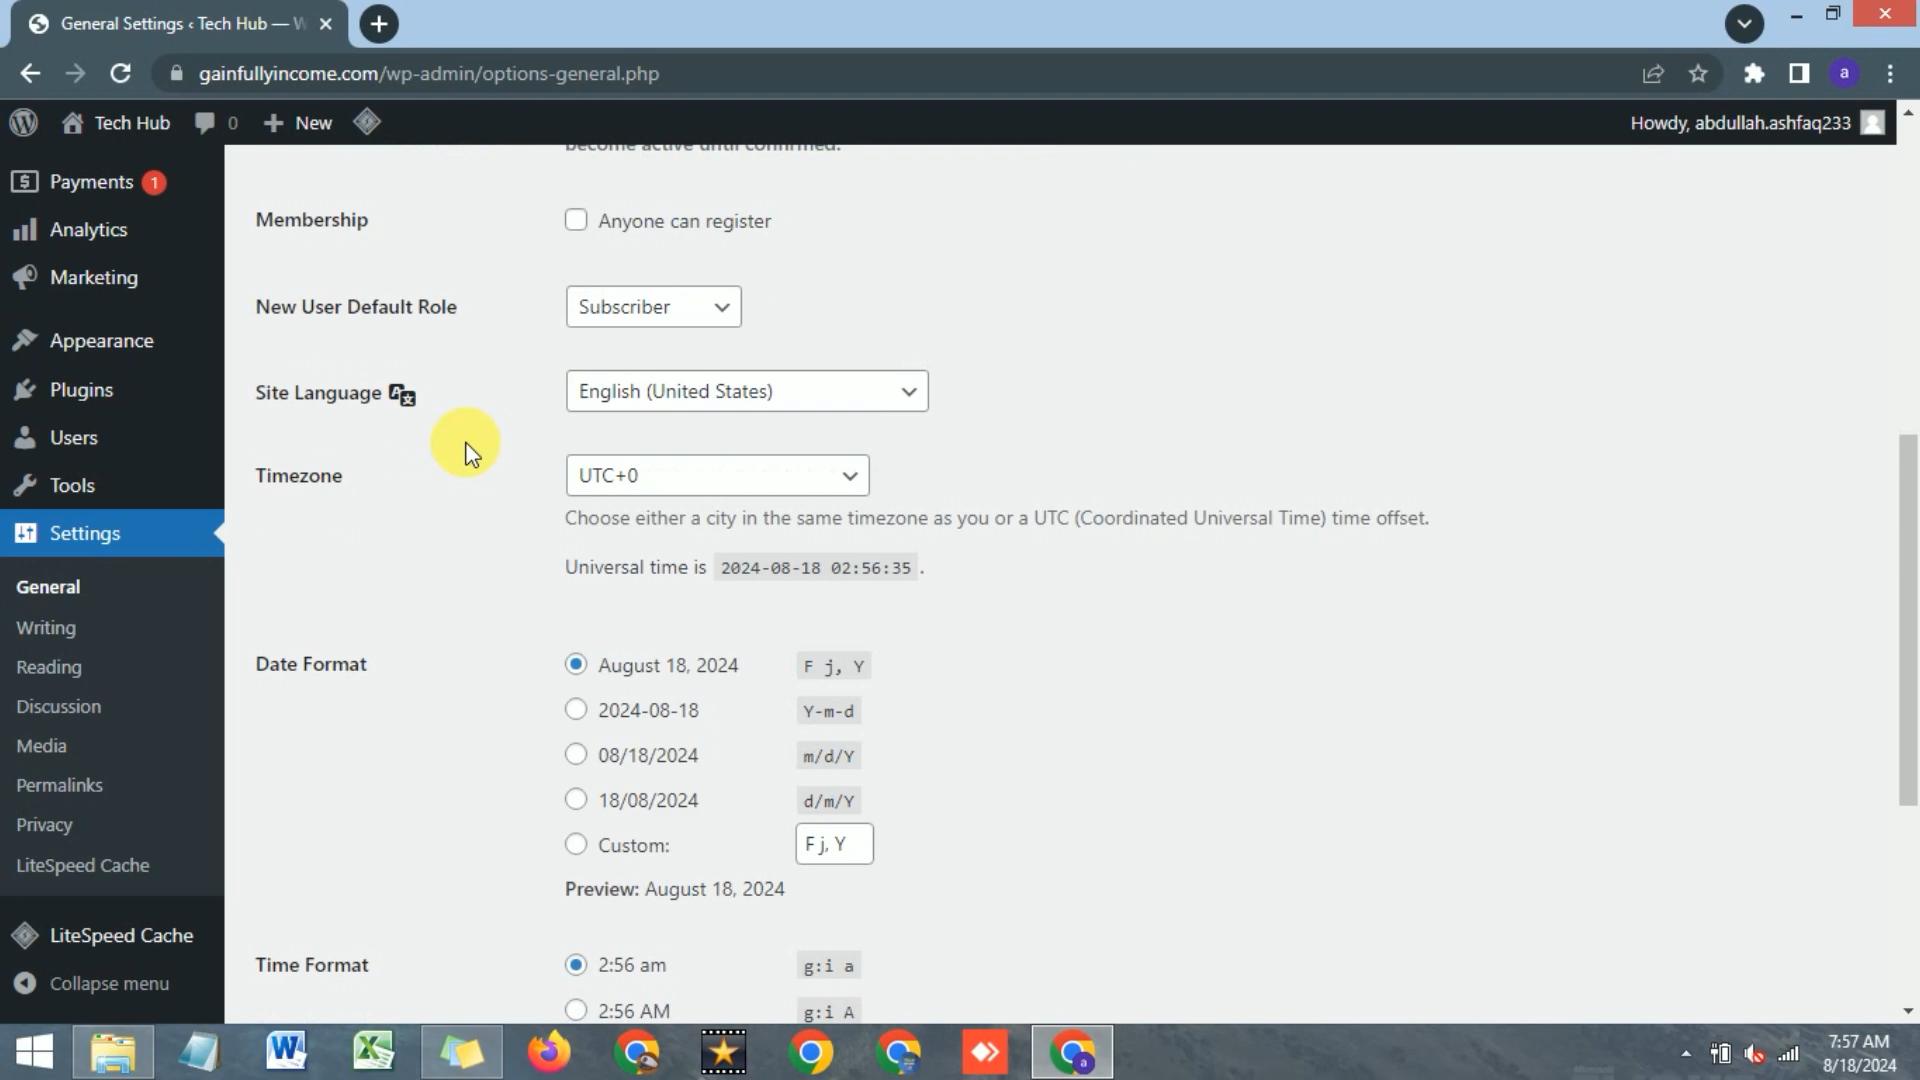 General Settings ‹ Tech Hub — W
gainfullyincome.com/wp-admin/options-general.php
a
Tech Hub
0
New
Howdy, abdullah.ashfaq233
become active until confirmed.
Payments 1
Analytics
Marketing
Appearance
Plugins
Users
Tools
Settings
General
Writing
Reading
Discussion
Media
Permalinks
Privacy
LiteSpeed Cache
LiteSpeed Cache
Collapse menu
Membership
Anyone can register
New User Default Role
Subscriber
Site Language
English (United States)
Timezone
UTC+0
Choose either a city in the same timezone as you or a UTC (Coordinated Universal Time) time offset.
Universal time is 2024-08-18 02:56:35 .
Date Format
August 18, 2024 F j, Y
2024-08-18 Y-m-d
08/18/2024 m/d/Y
18/08/2024 d/m/Y
Custom: F j, Y
Preview: August 18, 2024
Time Format
2:56 am g:i a
2:56 AM g:i A
7:57 AM
8/18/2024